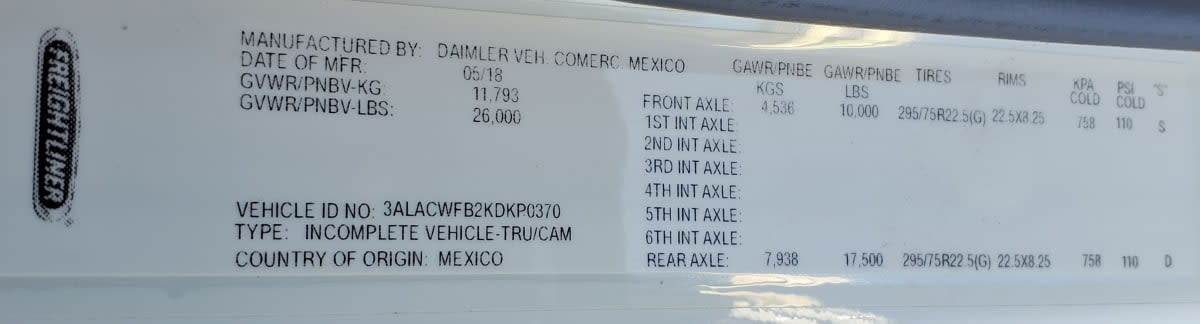 FREIGHTLINER
MANUFACTURED BY: DAIMLER VEH. COMERC. MEXICO
DATE OF MFR: 05/18
GVWR/PNBV-KG: 11,793
GVWR/PNBV-LBS: 26,000
VEHICLE ID NO: 3ALACWFB2KDKP0370
TYPE: INCOMPLETE VEHICLE-TRU/CAM
COUNTRY OF ORIGIN: MEXICO
GAWR/PNBE GAWR/PNBE TIRES RIMS KPA PSI "S"
KGS LBS COLD COLD
FRONT AXLE: 4,536 10,000 295/75R22.5(G) 22.5X8.25 758 110 S
1ST INT AXLE:
2ND INT AXLE:
3RD INT AXLE:
4TH INT AXLE:
5TH INT AXLE:
6TH INT AXLE:
REAR AXLE: 7,938 17,500 295/75R22.5(G) 22.5X8.25 758 110 D